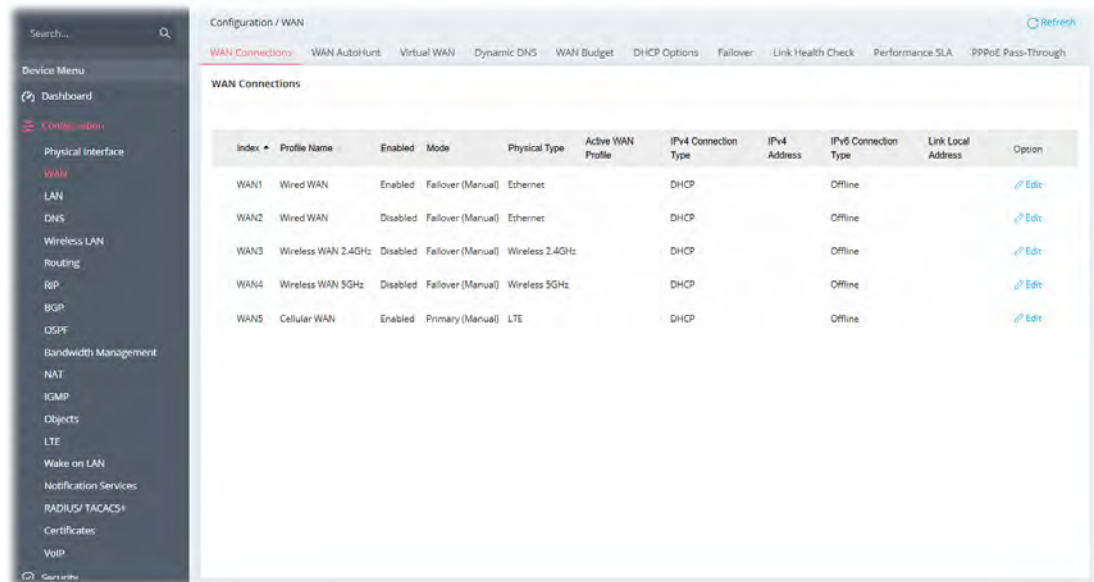 Search...
Device Menu
Dashboard
Configuration
Physical Interface
WAN
LAN
DNS
Wireless LAN
Routing
RIP
BGP
OSPF
Bandwidth Management
NAT
IGMP
Objects
LTE
Wake on LAN
Notification Services
RADIUS/ TACACS+
Certificates
VoIP
Security
Configuration / WAN Refresh
WAN Connections WAN AutoHunt Virtual WAN Dynamic DNS WAN Budget DHCP Options Failover Link Health Check Performance SLA PPPoE Pass-Through
WAN Connections
Index Profile Name Enabled Mode Physical Type Active WAN Profile IPv4 Connection Type IPv4 Address IPv6 Connection Type Link Local Address Option
WAN1 Wired WAN Enabled Failover (Manual) Ethernet DHCP Offline Edit
WAN2 Wired WAN Disabled Failover (Manual) Ethernet DHCP Offline Edit
WAN3 Wireless WAN 2.4GHz Disabled Failover (Manual) Wireless 2.4GHz DHCP Offline Edit
WAN4 Wireless WAN 5GHz Disabled Failover (Manual) Wireless 5GHz DHCP Offline Edit
WAN5 Cellular WAN Enabled Primary (Manual) LTE DHCP Offline Edit